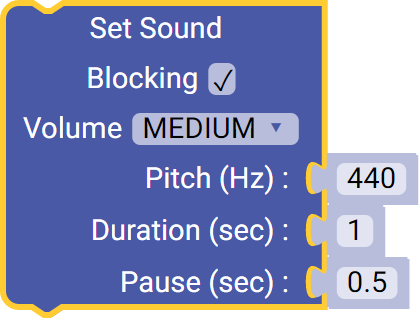 Set Sound
Blocking ✓
Volume MEDIUM ▼
Pitch (Hz) : 440
Duration (sec) : 1
Pause (sec) : 0.5